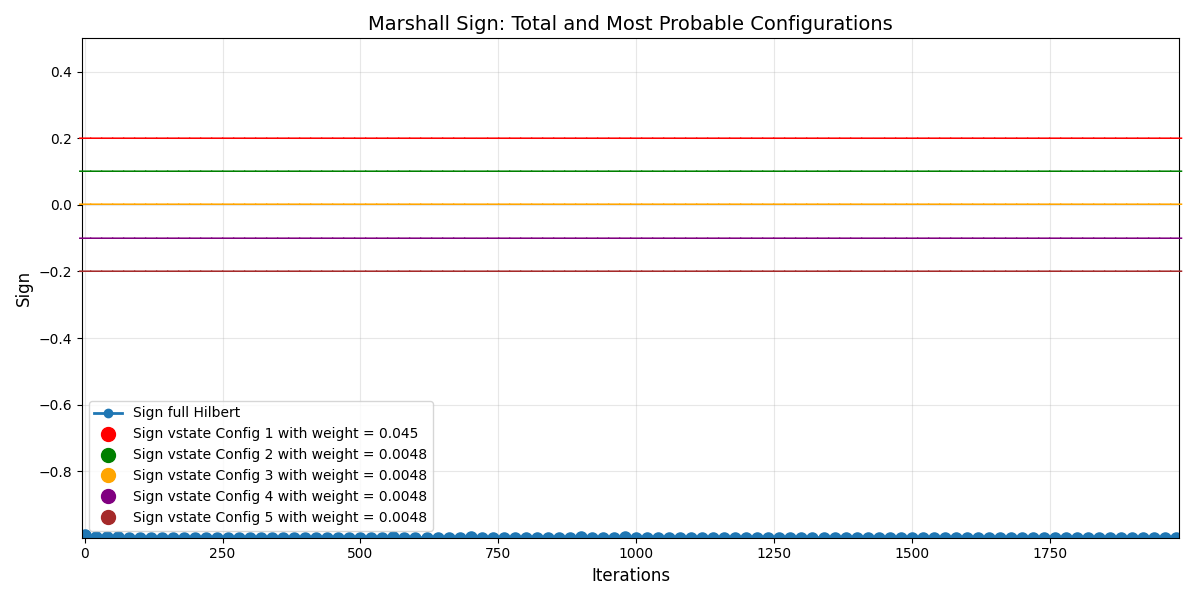 Marshall Sign: Total and Most Probable Configurations
0.4
0.2
0.0
−0.2
−0.4
−0.6
−0.8
Sign
Sign full Hilbert
Sign vstate Config 1 with weight = 0.045
Sign vstate Config 2 with weight = 0.0048
Sign vstate Config 3 with weight = 0.0048
Sign vstate Config 4 with weight = 0.0048
Sign vstate Config 5 with weight = 0.0048
0 250 500 750 1000 1250 1500 1750
Iterations